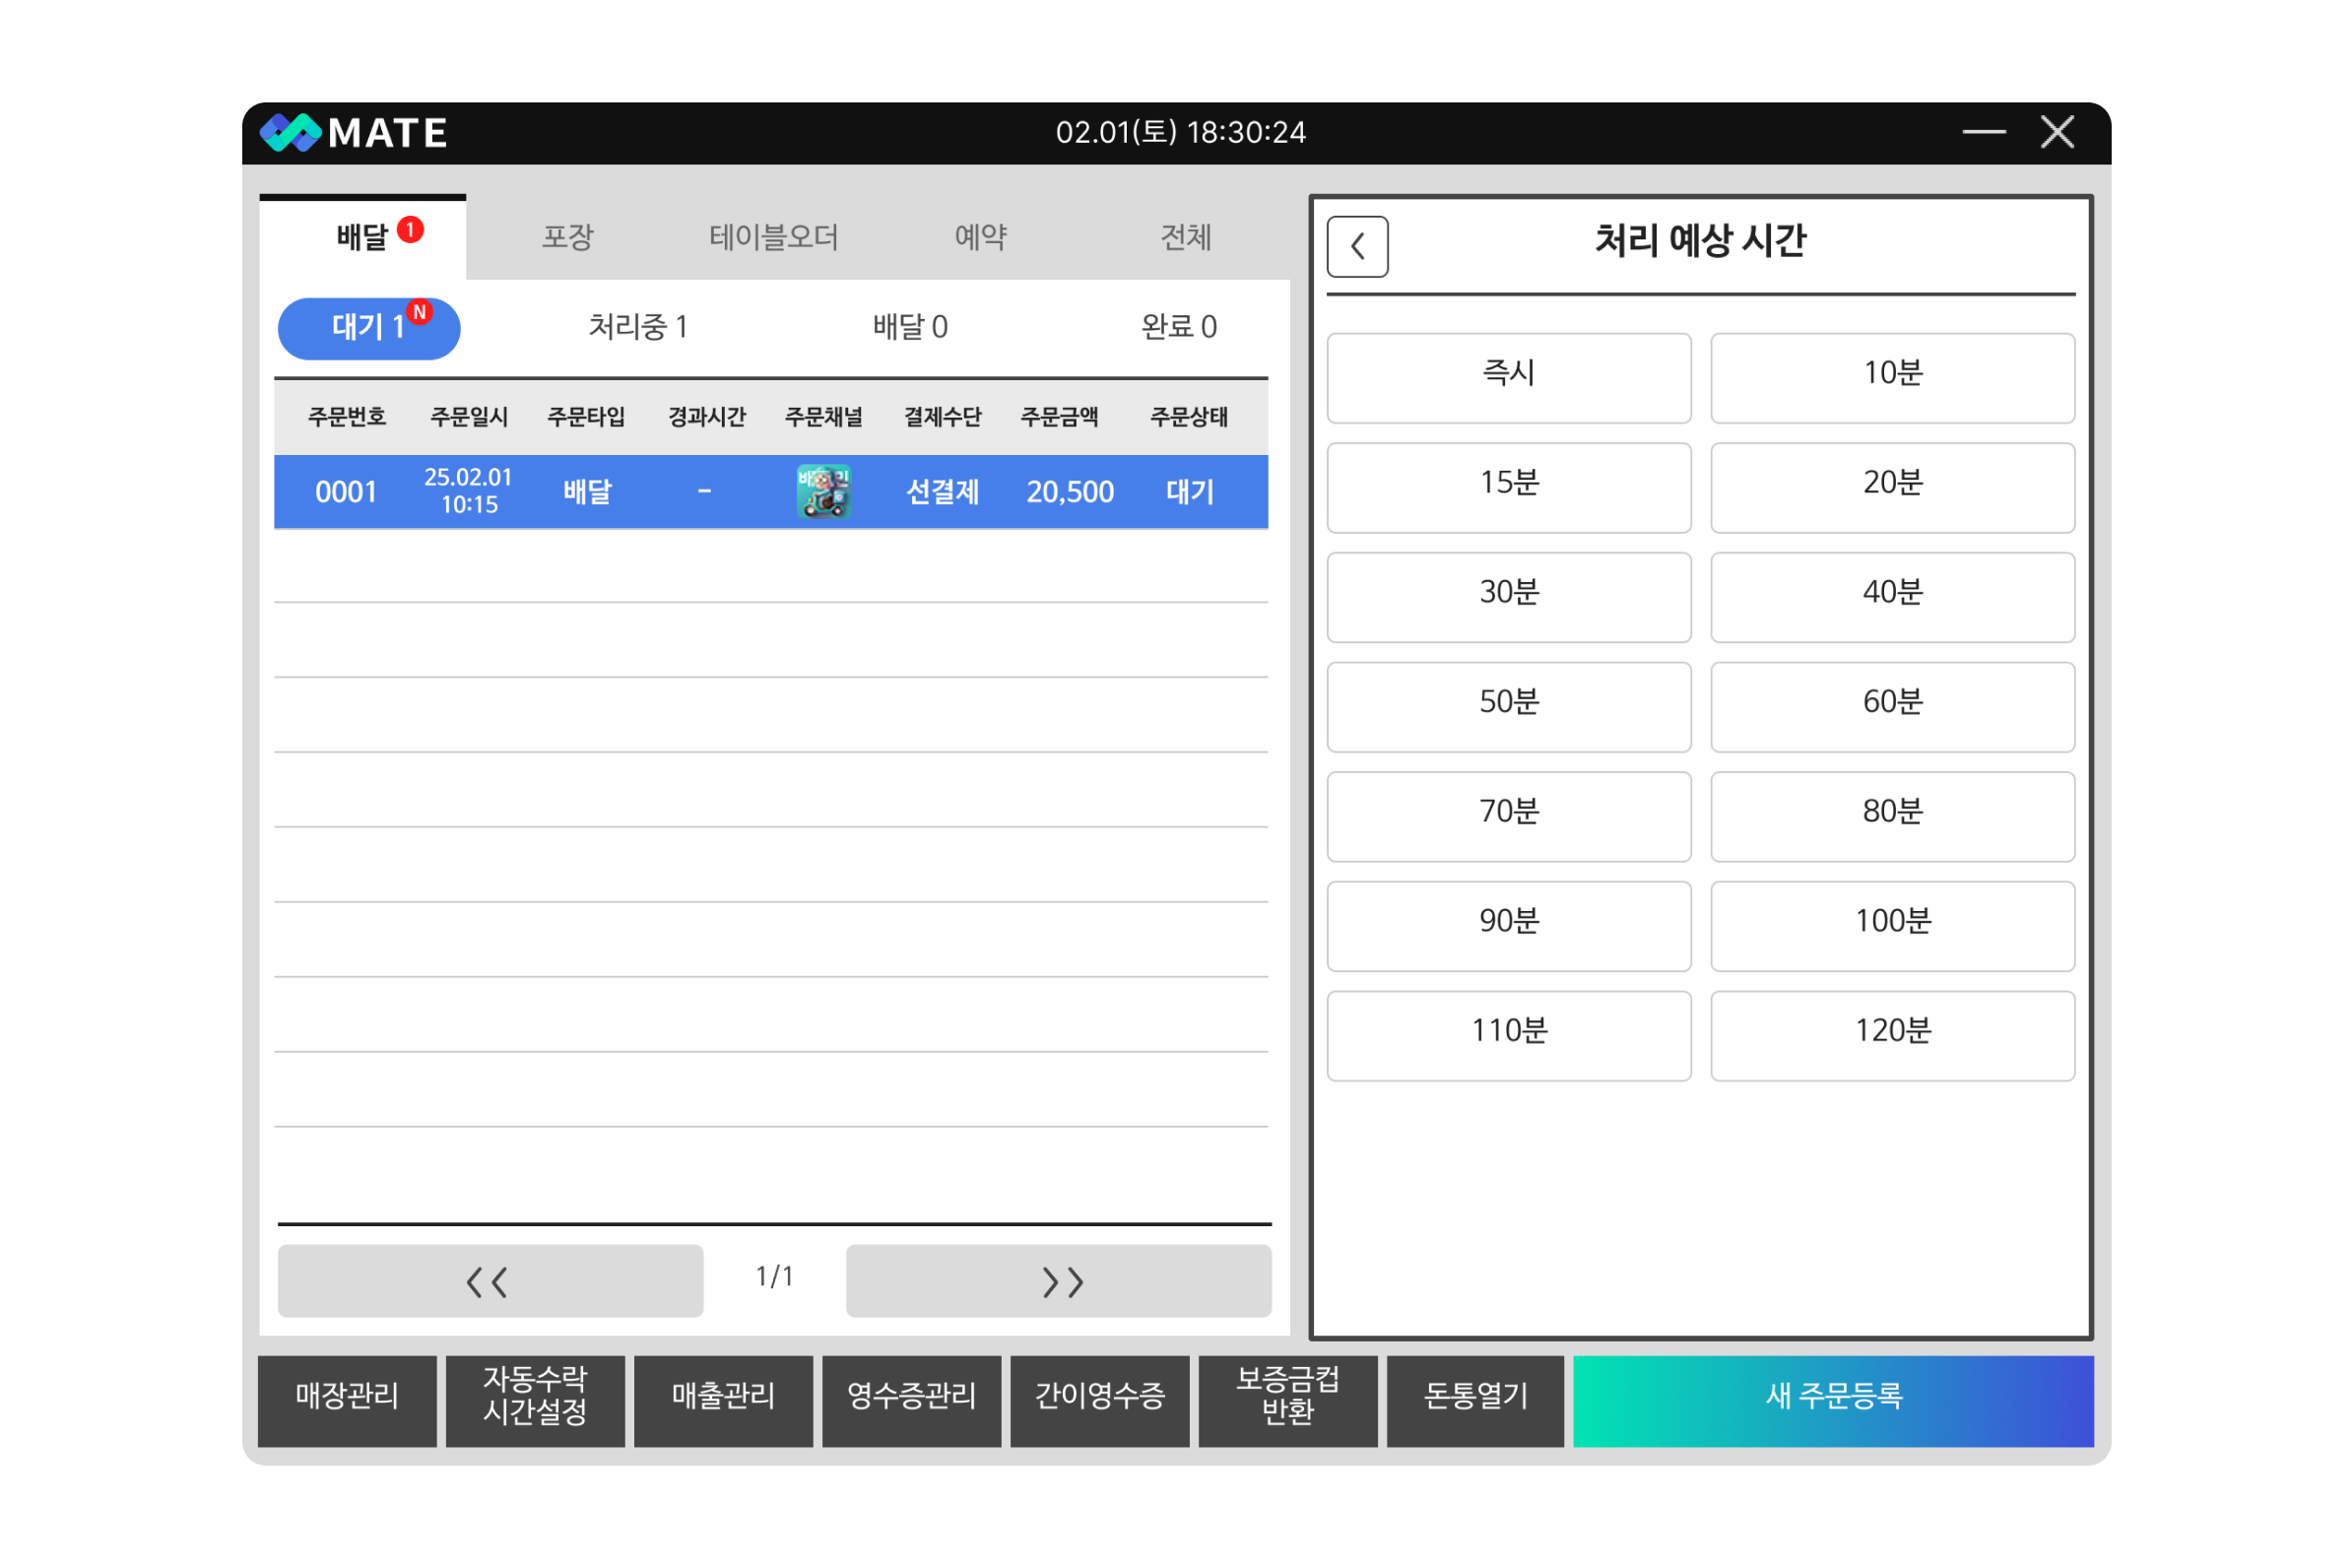 MATE
02.01(토) 18:30:24
배달 1
포장
테이블오더
예약
전체
대기 1 N
처리중 1
배달 0
완료 0
주문번호 주문일시 주문타입 경과시간 주문채널 결제수단 주문금액 주문상태
0001
25.02.01
10:15
배달
-
선결제
20,500
대기
1/1
처리 예상 시간
즉시
10분
15분
20분
30분
40분
50분
60분
70분
80분
90분
100분
110분
120분
매장관리
자동수락
시간설정
매출관리
영수증관리
간이영수증
보증금컵
반환
돈통열기
새 주문등록